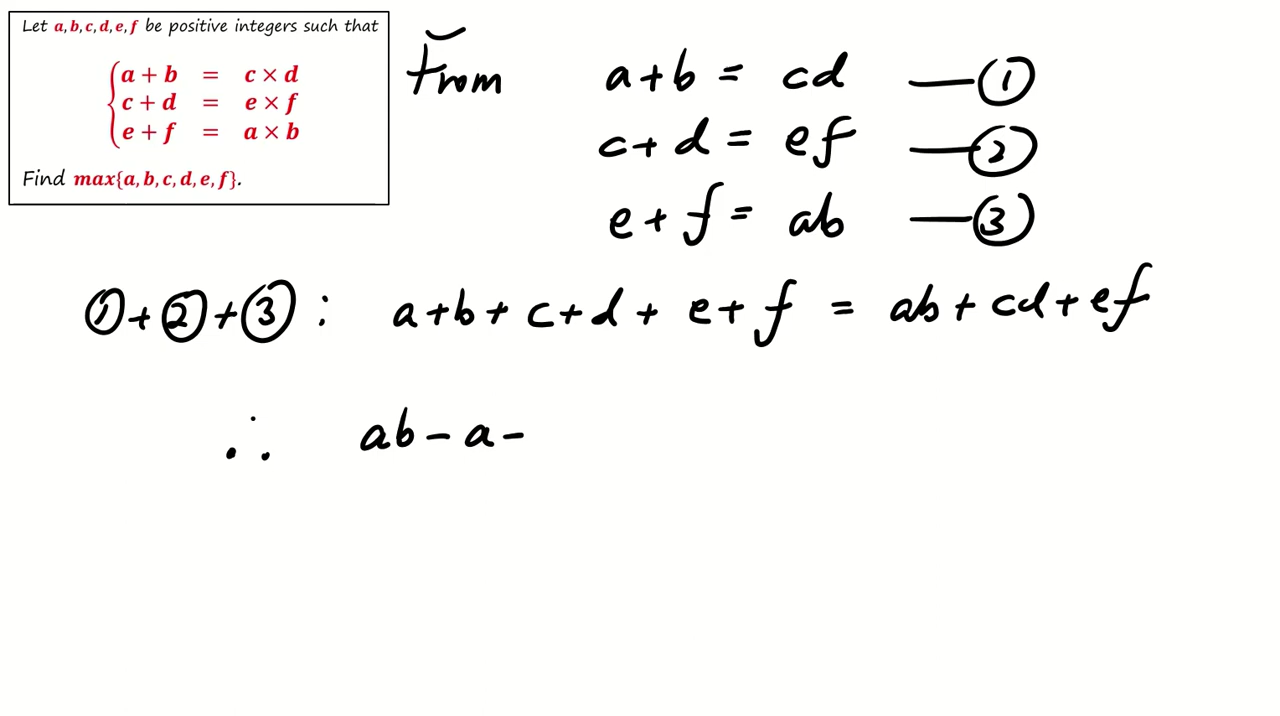 Let a, b, c, d, e, f be positive integers such that
a + b = c × d
c + d = e × f
e + f = a × b
Find max{a, b, c, d, e, f}.
From a+b = cd —①
c+d = ef —②
e+f = ab —③
①+②+③ : a+b+c+d+e+f = ab+cd+ef
∴ ab-a-